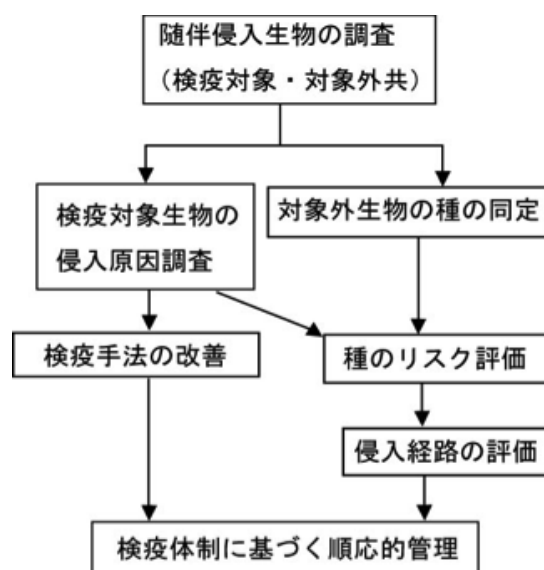 随伴侵入生物の調査
（検疫対象・対象外共）
検疫対象生物の
侵入原因調査
対象外生物の種の同定
検疫手法の改善
種のリスク評価
侵入経路の評価
検疫体制に基づく順応的管理